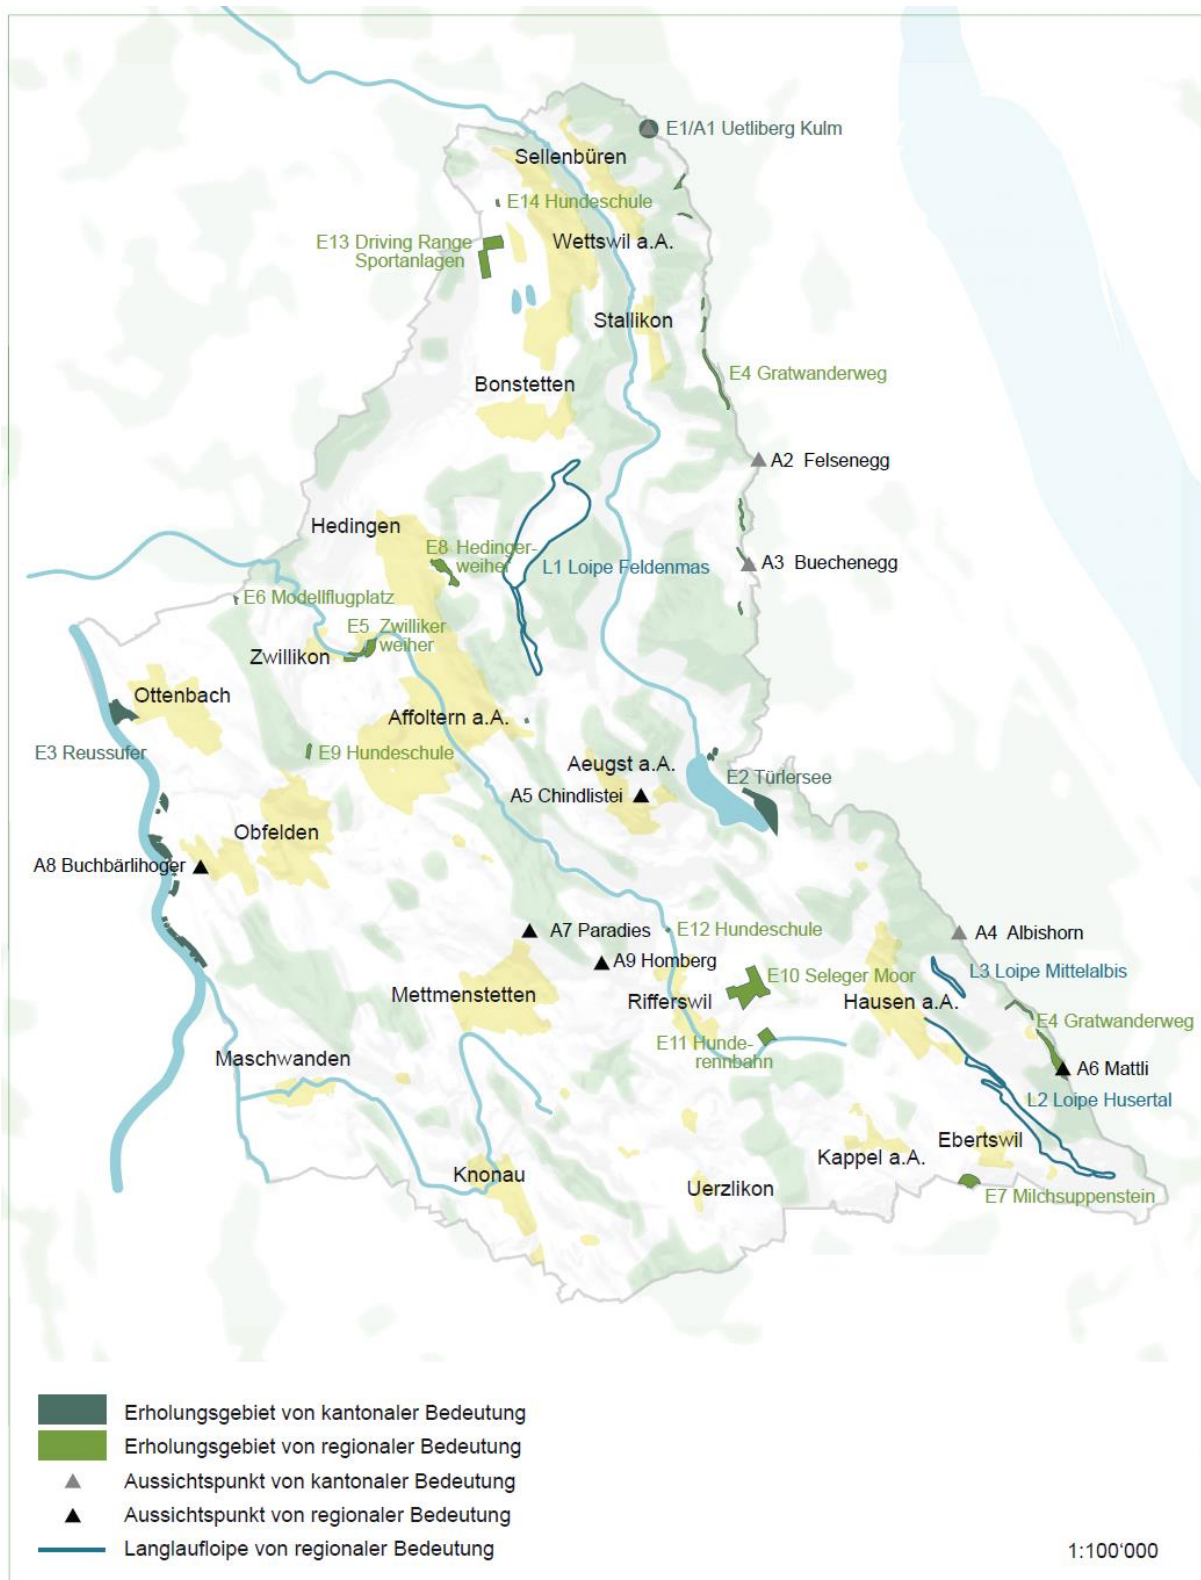 E1/A1 Uetliberg Kulm
Sellenbüren
E14 Hundeschule
E13 Driving Range
Sportanlagen
Wettswil a.A.
Stallikon
E4 Gratwanderweg
Bonstetten
A2 Felsenegg
Hedingen
E8 Hedinger-
weiher
L1 Loipe Feldenmas
A3 Buechenegg
E6 Modellflugplatz
E5 Zwilliker
weiher
Zwillikon
Ottenbach
Affoltern a.A.
E3 Reussufer
E9 Hundeschule
Aeugst a.A.
E2 Türlersee
A5 Chindlistei
Obfelden
A8 Buchbärlihoger
A7 Paradies
E12 Hundeschule
A4 Albishorn
A9 Homberg
L3 Loipe Mittelalbis
E10 Seleger Moor
Mettmenstetten
Rifferswil
Hausen a.A.
E4 Gratwanderweg
E11 Hunde-
rennbahn
Maschwanden
A6 Mattli
L2 Loipe Husertal
Ebertswil
Kappel a.A.
Knonau
Uerzlikon
E7 Milchsuppenstein
Erholungsgebiet von kantonaler Bedeutung
Erholungsgebiet von regionaler Bedeutung
Aussichtspunkt von kantonaler Bedeutung
Aussichtspunkt von regionaler Bedeutung
Langlaufloipe von regionaler Bedeutung
1:100'000